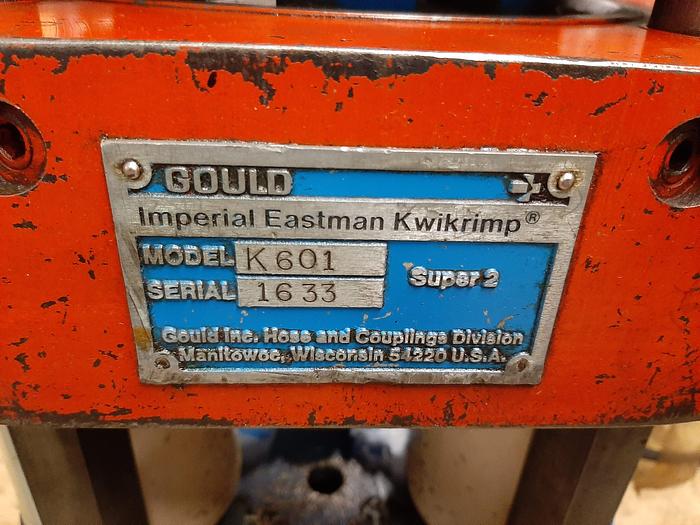 GOULD
Imperial Eastman Kwikrimp®
MODEL K601
SERIAL 1633
Super 2
Gould Inc. Hose and Couplings Division
Manitowoc, Wisconsin 54220 U.S.A.